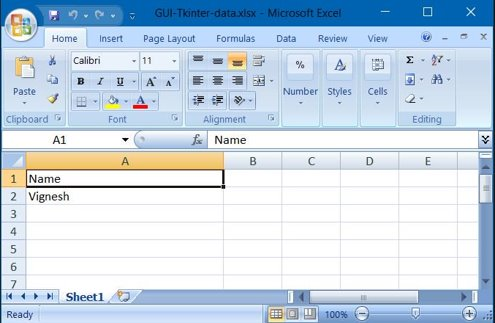 GUI-Tkinter-data.xlsx - Microsoft Excel
Home Insert Page Layout Formulas Data Review View
Paste
Calibri 11
B I U A A
A
%
Number
A
Styles
Cells
Σ
Clipboard Font Alignment Editing
A1 fx Name
A B C D E
1 Name
2 Vignesh
3
4
5
6
7
Sheet1
Ready 100%